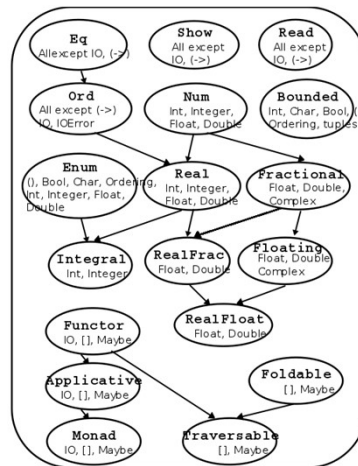 Eq
All except IO, (->)
Show
All except
IO, (->)
Read
All except
IO, (->)
Ord
All except (->)
IO, IOError
Num
Int, Integer,
Float, Double
Bounded
Int, Char, Bool, (
Ordering, tuples
Enum
(), Bool, Char, Ordering,
Int, Integer, Float,
Double
Real
Int, Integer,
Float, Double
Fractional
Float, Double,
Complex
Integral
Int, Integer
RealFrac
Float, Double
Floating
Float, Double,
Complex
RealFloat
Float, Double
Functor
IO, [], Maybe
Applicative
IO, [], Maybe
Foldable
[], Maybe
Monad
IO, [], Maybe
Traversable
[], Maybe